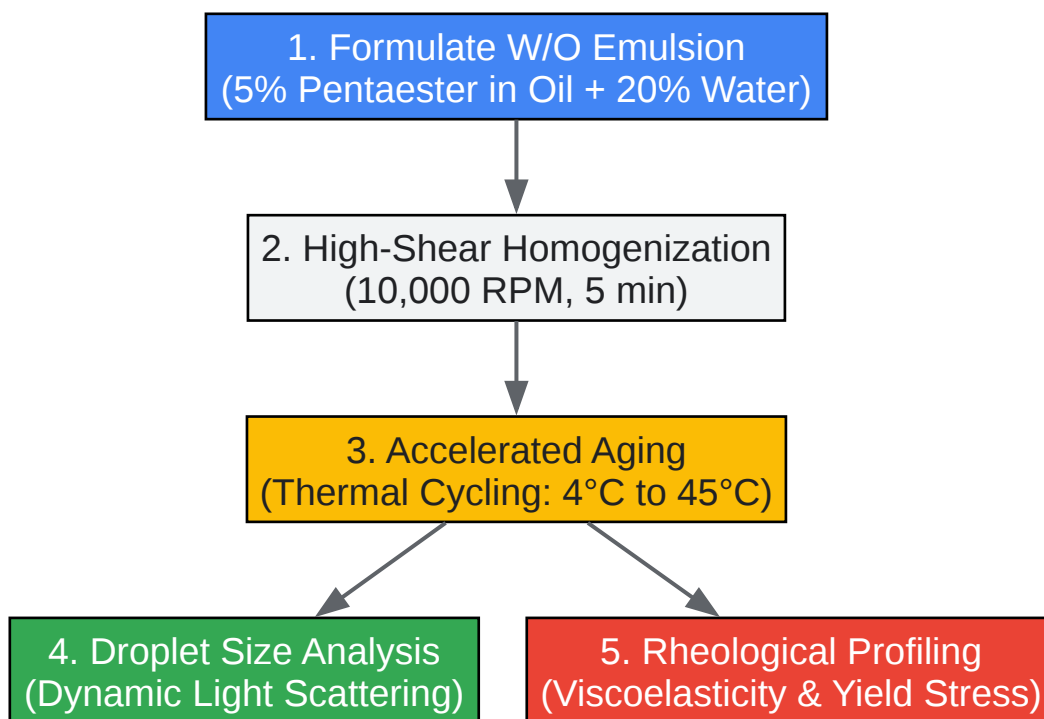 1. Formulate W/O Emulsion
(5% Pentaester in Oil + 20% Water)
2. High-Shear Homogenization
(10,000 RPM, 5 min)
3. Accelerated Aging
(Thermal Cycling: 4°C to 45°C)
4. Droplet Size Analysis
(Dynamic Light Scattering)
5. Rheological Profiling
(Viscoelasticity & Yield Stress)